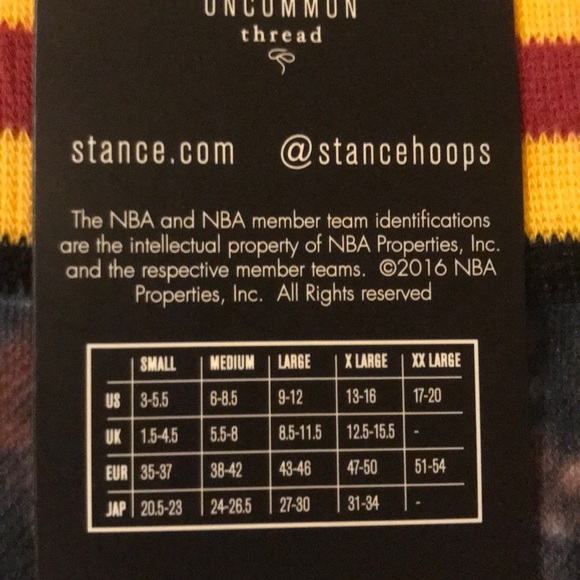 UNCOMMON
thread
stance.com @stancehoops
The NBA and NBA member team identifications
are the intellectual property of NBA Properties, Inc.
and the respective member teams. ©2016 NBA
Properties, Inc. All Rights reserved
SMALL MEDIUM LARGE X LARGE XX LARGE
US 3-5.5 6-8.5 9-12 13-16 17-20
UK 1.5-4.5 5.5-8 8.5-11.5 12.5-15.5 -
EUR 35-37 38-42 43-46 47-50 51-54
JAP 20.5-23 24-26.5 27-30 31-34 -